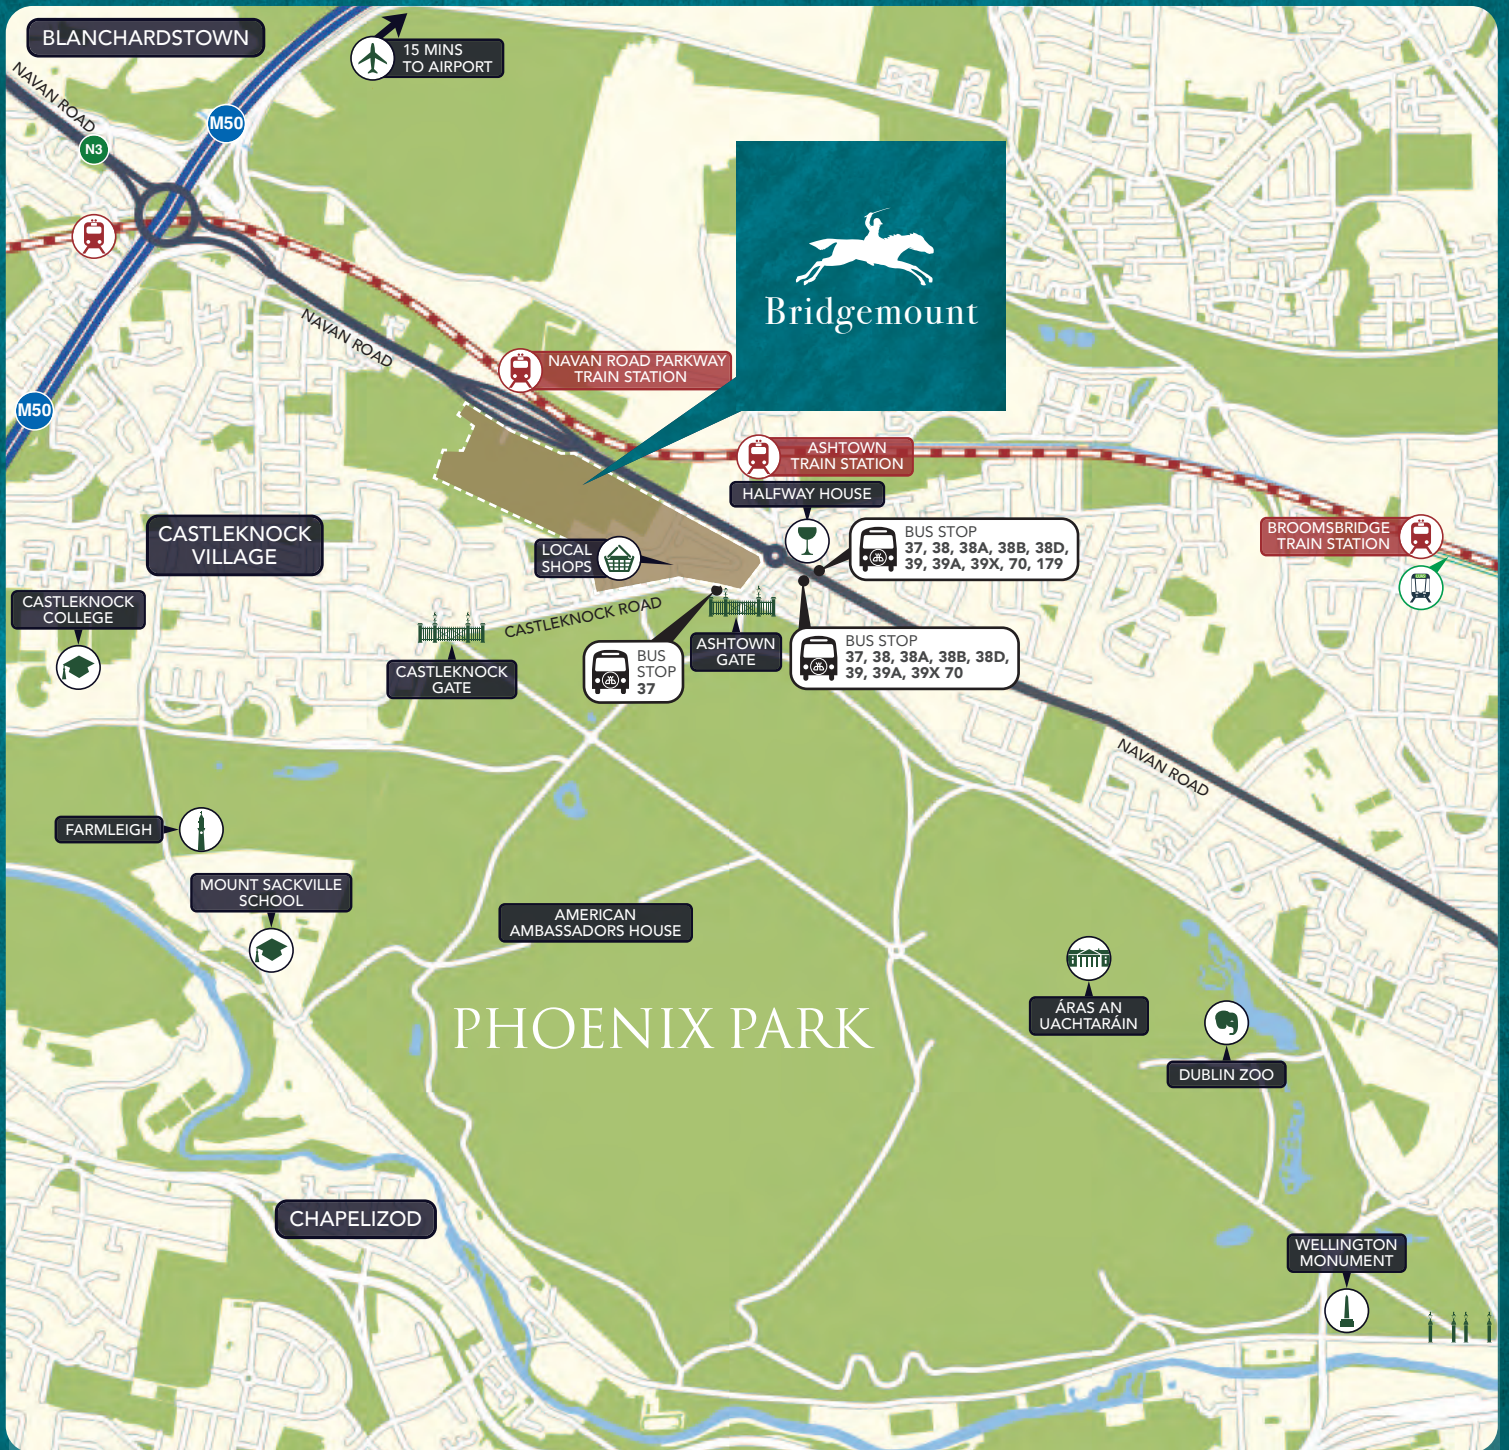 BLANCHARDSTOWN
15 MINS
TO AIRPORT
NAVAN ROAD
M50
N3
Bridgemount
NAVAN ROAD
NAVAN ROAD PARKWAY
TRAIN STATION
M50
ASHTOWN
TRAIN STATION
HALFWAY HOUSE
CASTLEKNOCK
VILLAGE
LOCAL
SHOPS
BUS STOP
37, 38, 38A, 38B, 38D,
39, 39A, 39X, 70, 179
BROOMSBRIDGE
TRAIN STATION
CASTLEKNOCK
COLLEGE
CASTLEKNOCK ROAD
CASTLEKNOCK
GATE
BUS
STOP
37
ASHTOWN
GATE
BUS STOP
37, 38, 38A, 38B, 38D,
39, 39A, 39X 70
NAVAN ROAD
FARMLEIGH
MOUNT SACKVILLE
SCHOOL
AMERICAN
AMBASSADORS HOUSE
PHOENIX PARK
ÁRAS AN
UACHTARÁIN
DUBLIN ZOO
CHAPELIZOD
WELLINGTON
MONUMENT